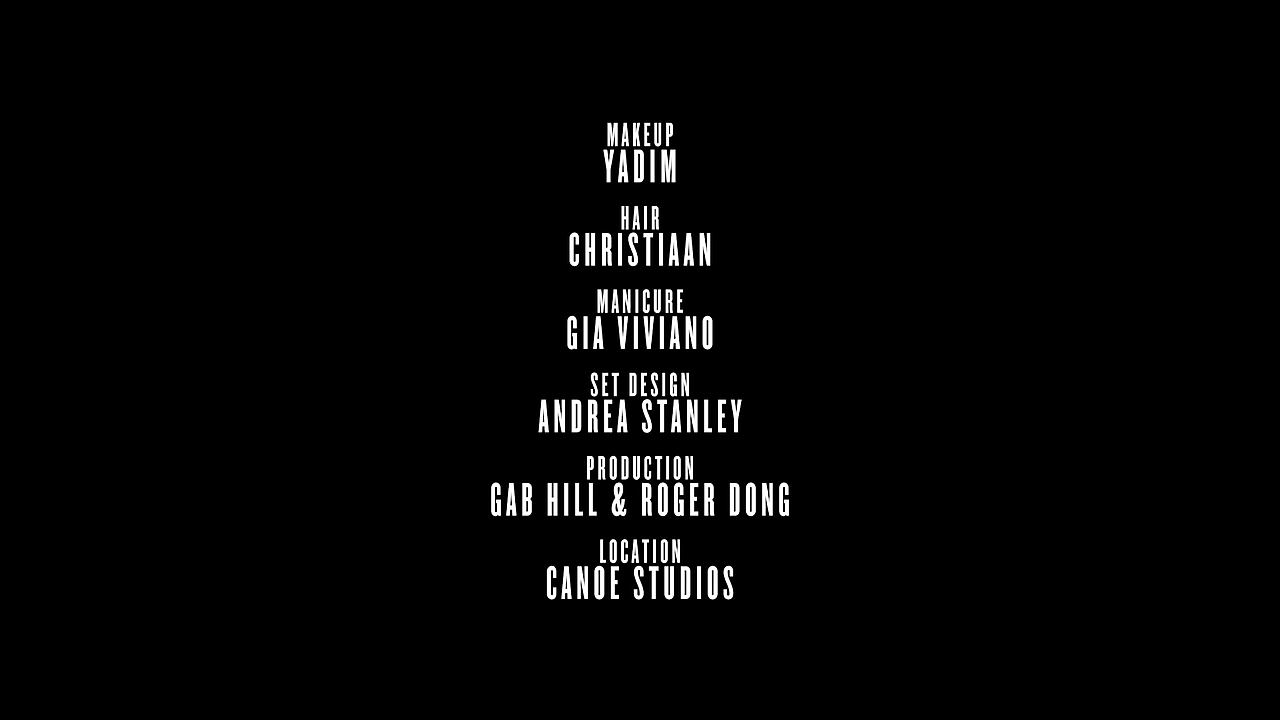 MAKEUP
YADIM
HAIR
CHRISTIAAN
MANICURE
GIA VIVIANO
SET DESIGN
ANDREA STANLEY
PRODUCTION
GAB HILL & ROGER DONG
LOCATION
CANOE STUDIOS